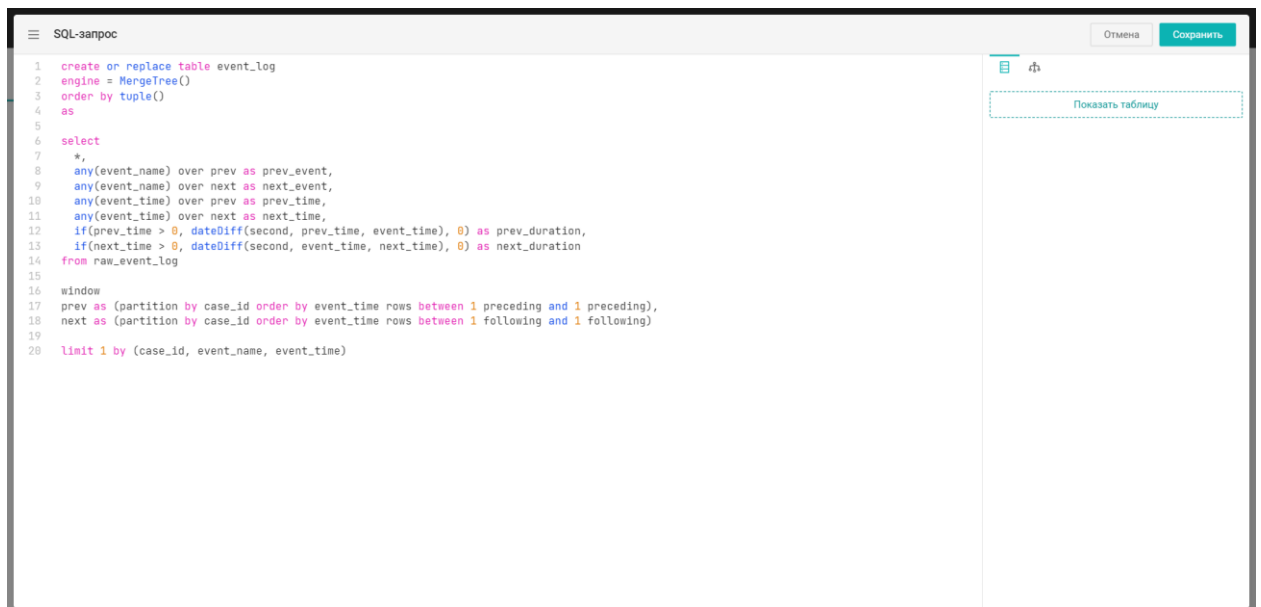 SQL-запрос
Отмена
Сохранить
1 create or replace table event_log
2 engine = MergeTree()
3 order by tuple()
4 as
5
6 select
7 *,
8 any(event_name) over prev as prev_event,
9 any(event_name) over next as next_event,
10 any(event_time) over prev as prev_time,
11 any(event_time) over next as next_time,
12 if(prev_time > 0, dateDiff(second, prev_time, event_time), 0) as prev_duration,
13 if(next_time > 0, dateDiff(second, event_time, next_time), 0) as next_duration
14 from raw_event_log
15
16 window
17 prev as (partition by case_id order by event_time rows between 1 preceding and 1 preceding),
18 next as (partition by case_id order by event_time rows between 1 following and 1 following)
19
20 limit 1 by (case_id, event_name, event_time)
Показать таблицу